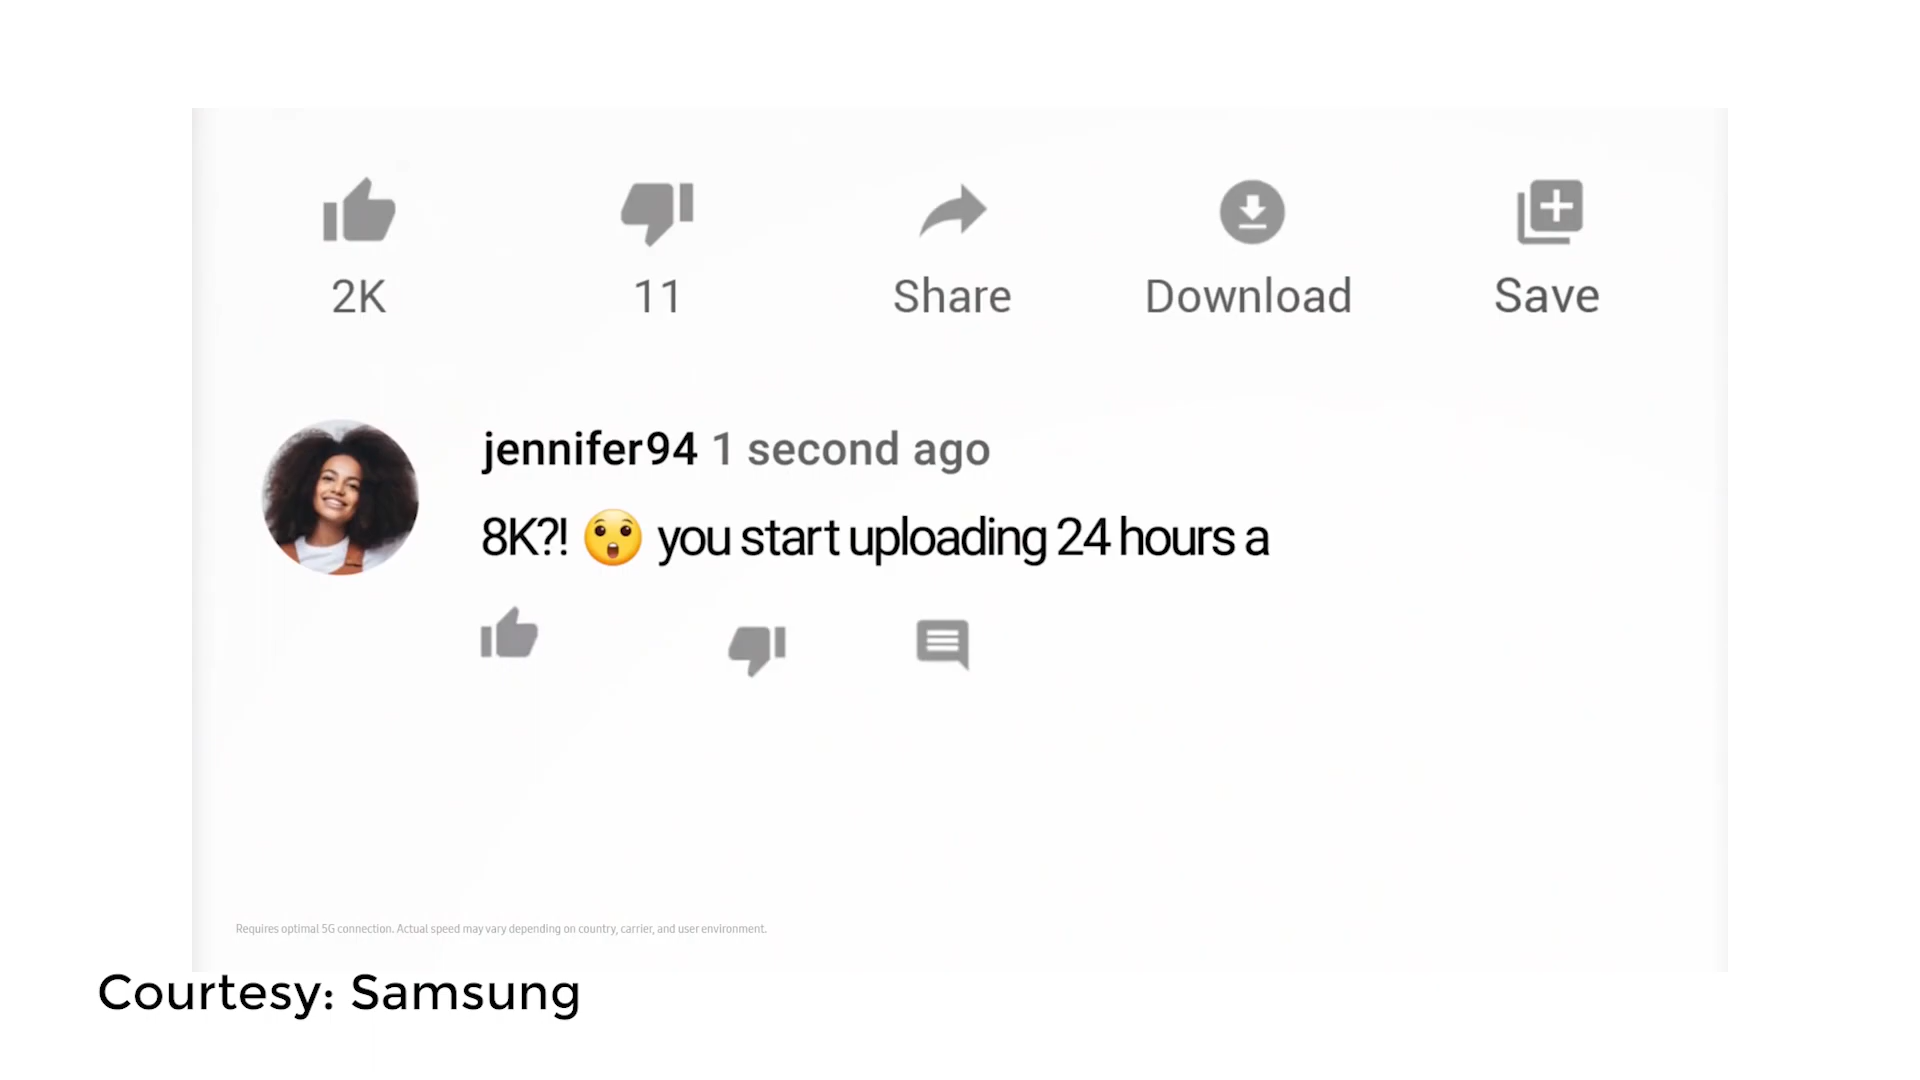 2K 11 Share Download Save
jennifer94 1 second ago
8K?! 😲 you start uploading 24 hours a
Requires optimal 5G connection. Actual speed may vary depending on country, carrier, and user environment.
Courtesy: Samsung